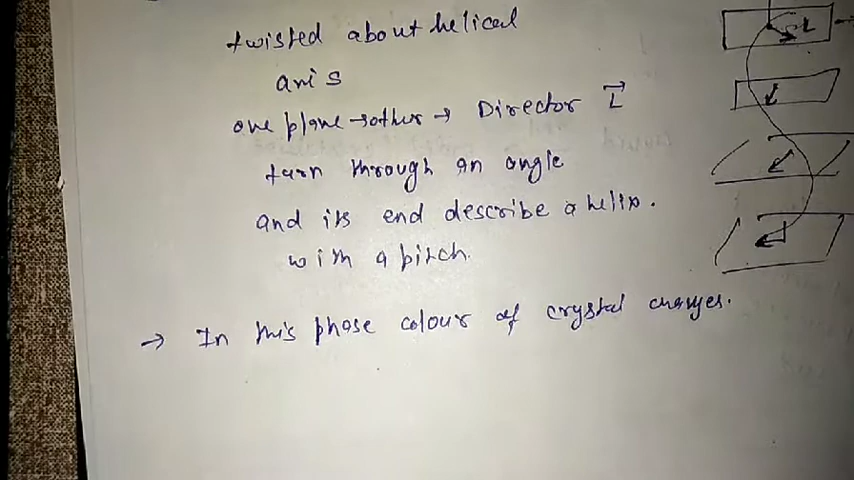 twisted about helical
axis
one plane → other → Director L
turn through an angle
and its end describe a helix.
with a pitch.
→ In this phase colour of crystal changes.
L
L
L
L